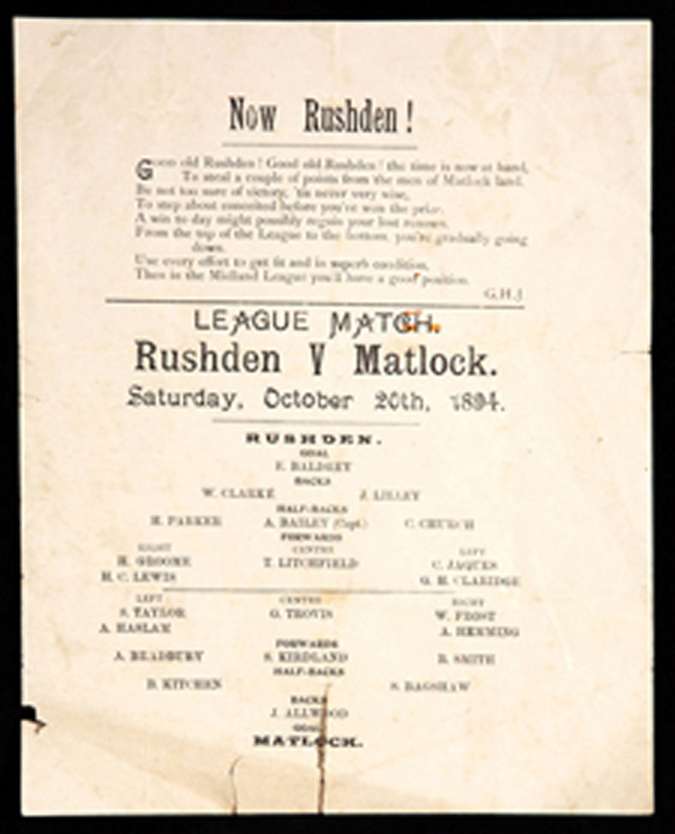 Now Rushden!
Good old Rushden! Good old Rushden! the time is now at hand,
To steal a couple of points from the men of Matlock land.
Be not too sure of victory, 'tis never very wise,
To step about conceited before you've won the prize.
A win to day might possibly regain your lost renown,
From the top of the League to the bottom, you're gradually going
down.
Use every effort to get fit and in superb condition,
Then in the Midland League you'll have a good position.
G.H.J
LEAGUE MATCH.
Rushden V Matlock.
Saturday, October 20th, 1894.
RUSHDEN.
GOAL
BACKS
W. CLARKE J. LILLEY
HALF-BACKS
H. PARKER A. BAILEY (Capt.) C. CHURCH
FORWARDS
RIGHT CENTRE LEFT
H. GROOME T. LITCHFIELD C. JAQUES
H. C. LEWIS G. H. CLARIDGE
LEFT CENTRE RIGHT
S. TAYLOR G. TROVIS W. FROST
A. HASLAM A. HEMMING
FORWARDS
A. BRADBURY S. KIRDLAND B. SMITH
HALF-BACKS
B. KITCHEN S. BAGSHAW
BACKS
J. ALLWOOD
GOAL
MATLOCK.